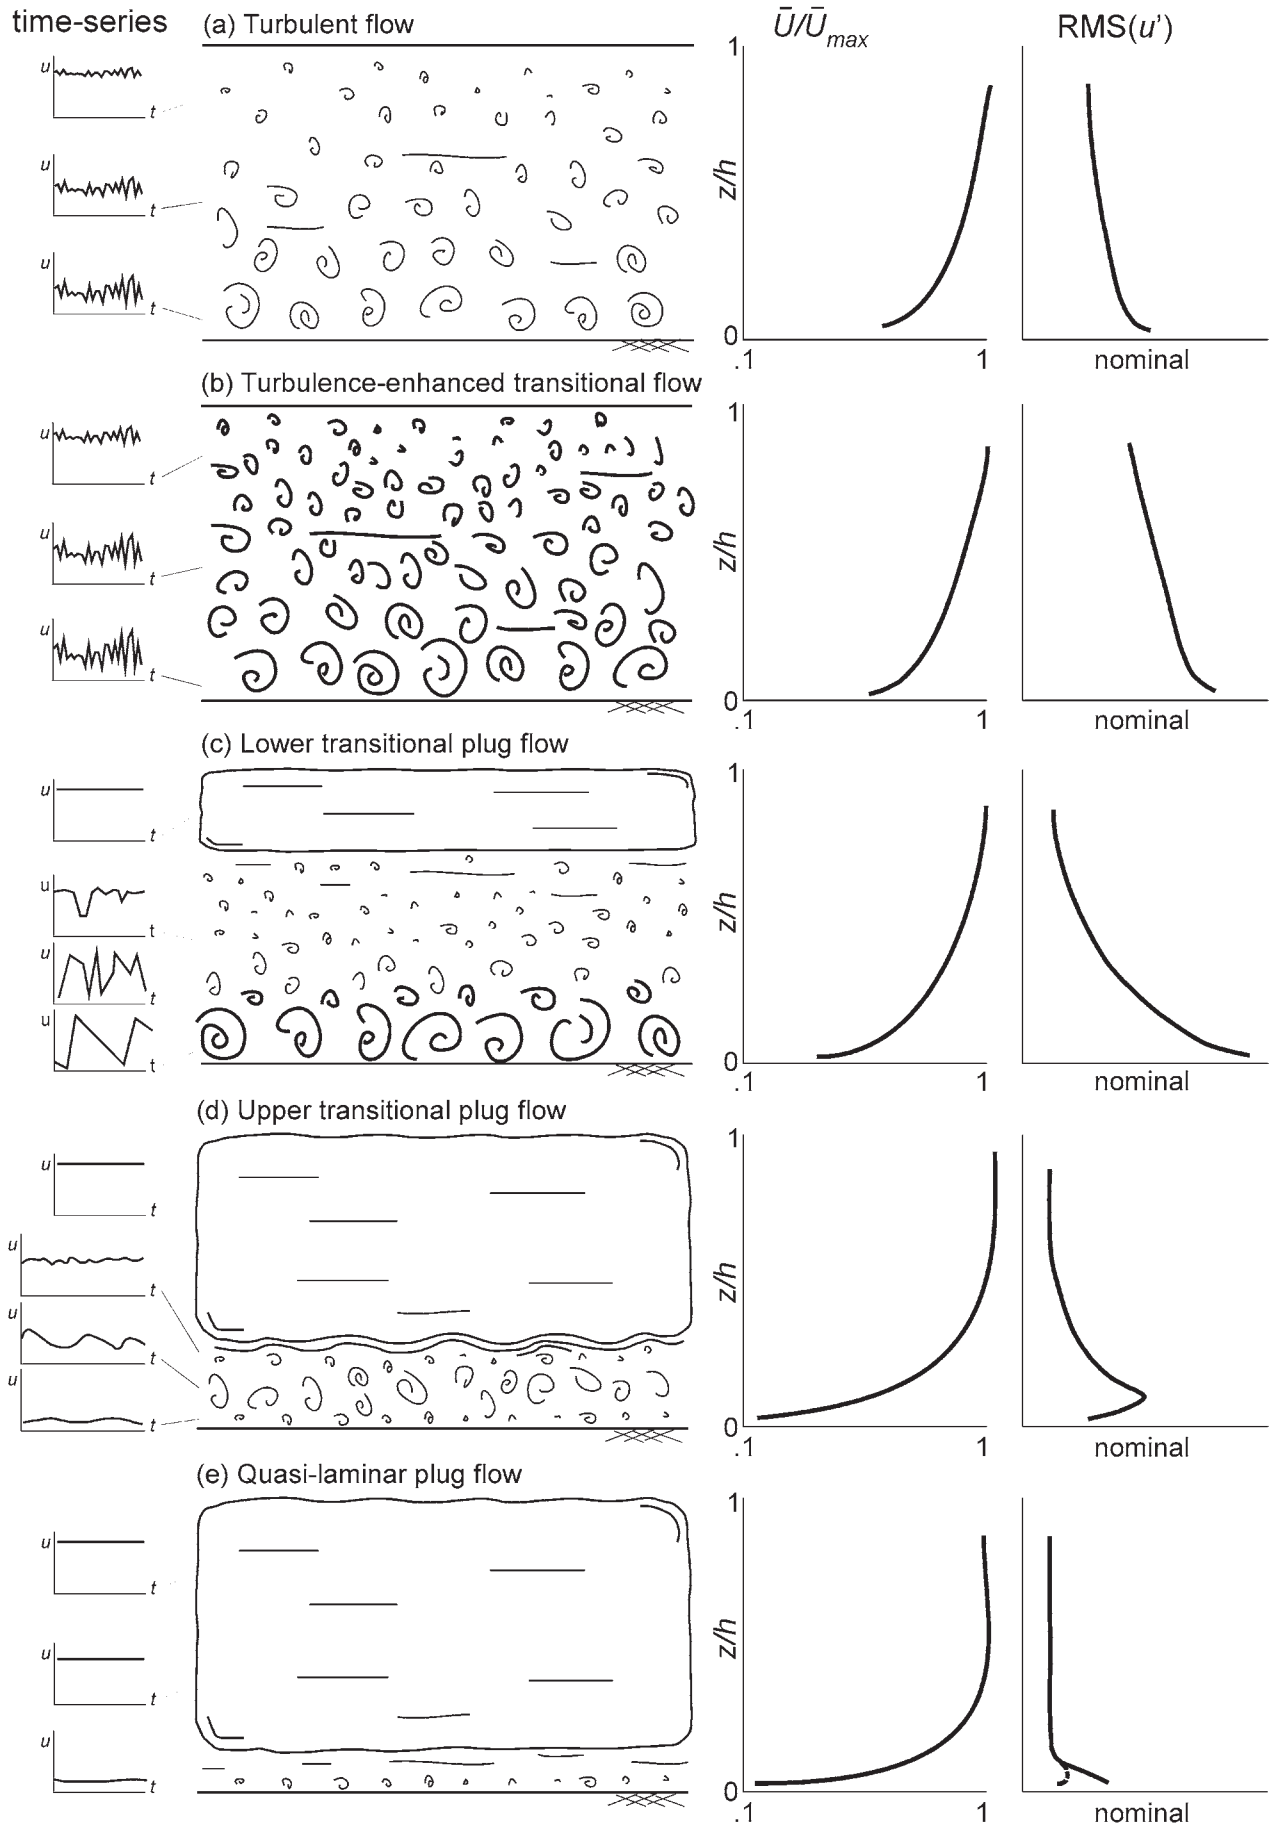 time-series
(a) Turbulent flow
Ū/Ūmax
RMS(u')
u
t
u
t
u
t
1
z/h
0
.1
1
nominal
(b) Turbulence-enhanced transitional flow
u
t
u
t
u
t
1
z/h
0
.1
1
nominal
(c) Lower transitional plug flow
u
t
u
t
u
t
u
t
1
z/h
0
.1
1
nominal
(d) Upper transitional plug flow
u
t
u
t
u
t
u
t
1
z/h
0
.1
1
nominal
(e) Quasi-laminar plug flow
u
t
u
t
u
t
1
z/h
0
.1
1
nominal